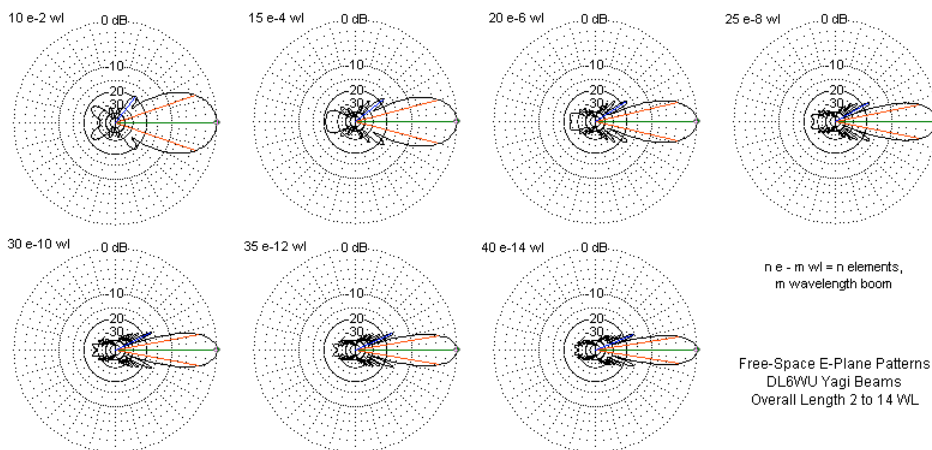 10 e-2 wl
0 dB
-10
20
30
15 e-4 wl
0 dB
-10
20
30
20 e-6 wl
0 dB
-10
20
30
25 e-8 wl
0 dB
-10
20
30
30 e-10 wl
0 dB
-10
20
30
35 e-12 wl
0 dB
-10
20
30
40 e-14 wl
0 dB
-10
20
30
n e - m wl = n elements,
m wavelength boom
Free-Space E-Plane Patterns
DL6WU Yagi Beams
Overall Length 2 to 14 WL